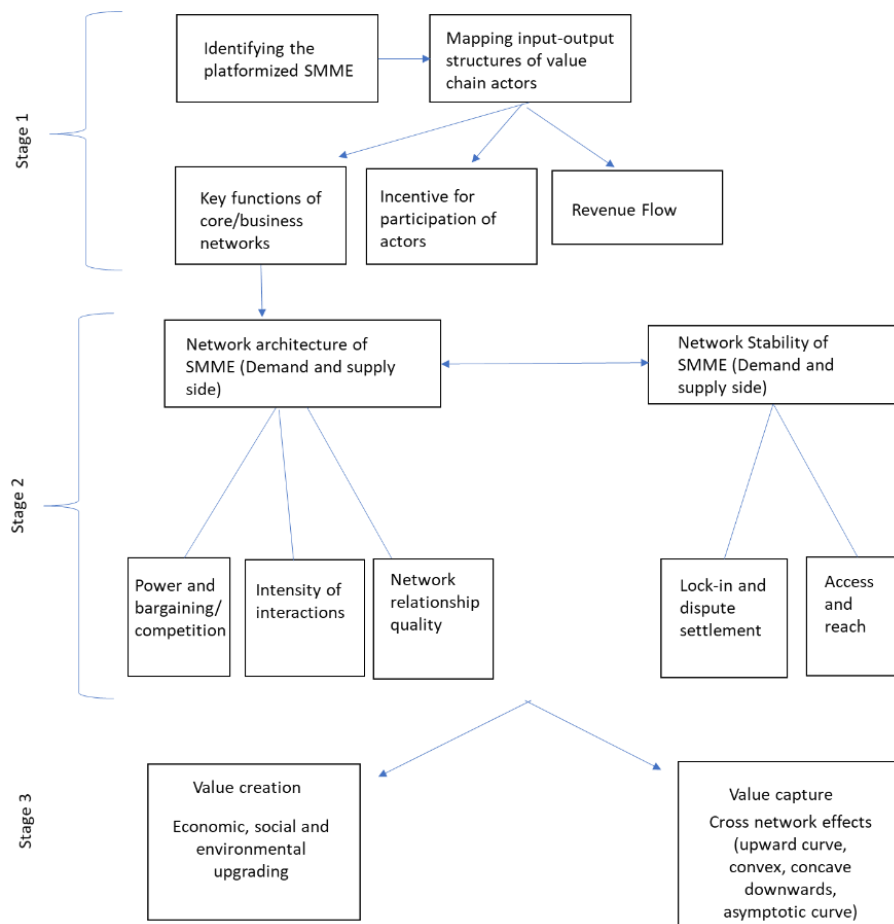 Stage 1
Identifying the
platformized SMME
Mapping input-output
structures of value
chain actors
Key functions of
core/business
networks
Incentive for
participation of
actors
Revenue Flow
Stage 2
Network architecture of
SMME (Demand and supply
side)
Network Stability of
SMME (Demand and
supply side)
Power and
bargaining/
competition
Intensity of
interactions
Network
relationship
quality
Lock-in and
dispute
settlement
Access
and
reach
Stage 3
Value creation
Economic, social and
environmental
upgrading
Value capture
Cross network effects
(upward curve,
convex, concave
downwards,
asymptotic curve)